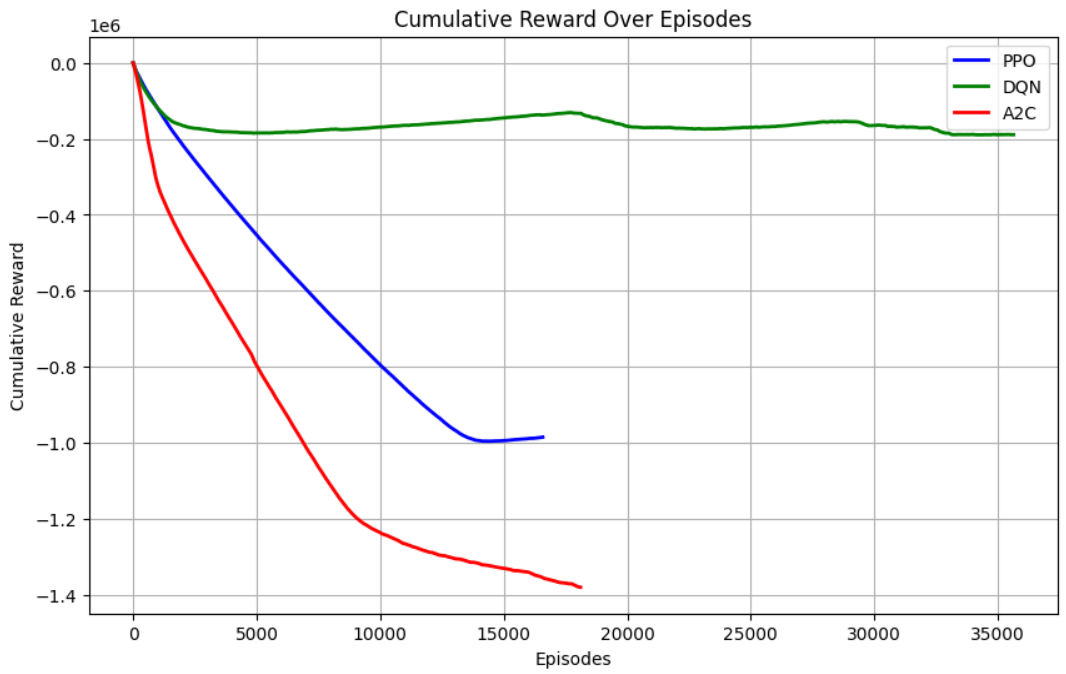 Cumulative Reward Over Episodes
1e6
0.0
−0.2
−0.4
−0.6
−0.8
−1.0
−1.2
−1.4
Cumulative Reward
0 5000 10000 15000 20000 25000 30000 35000
Episodes
PPO
DQN
A2C